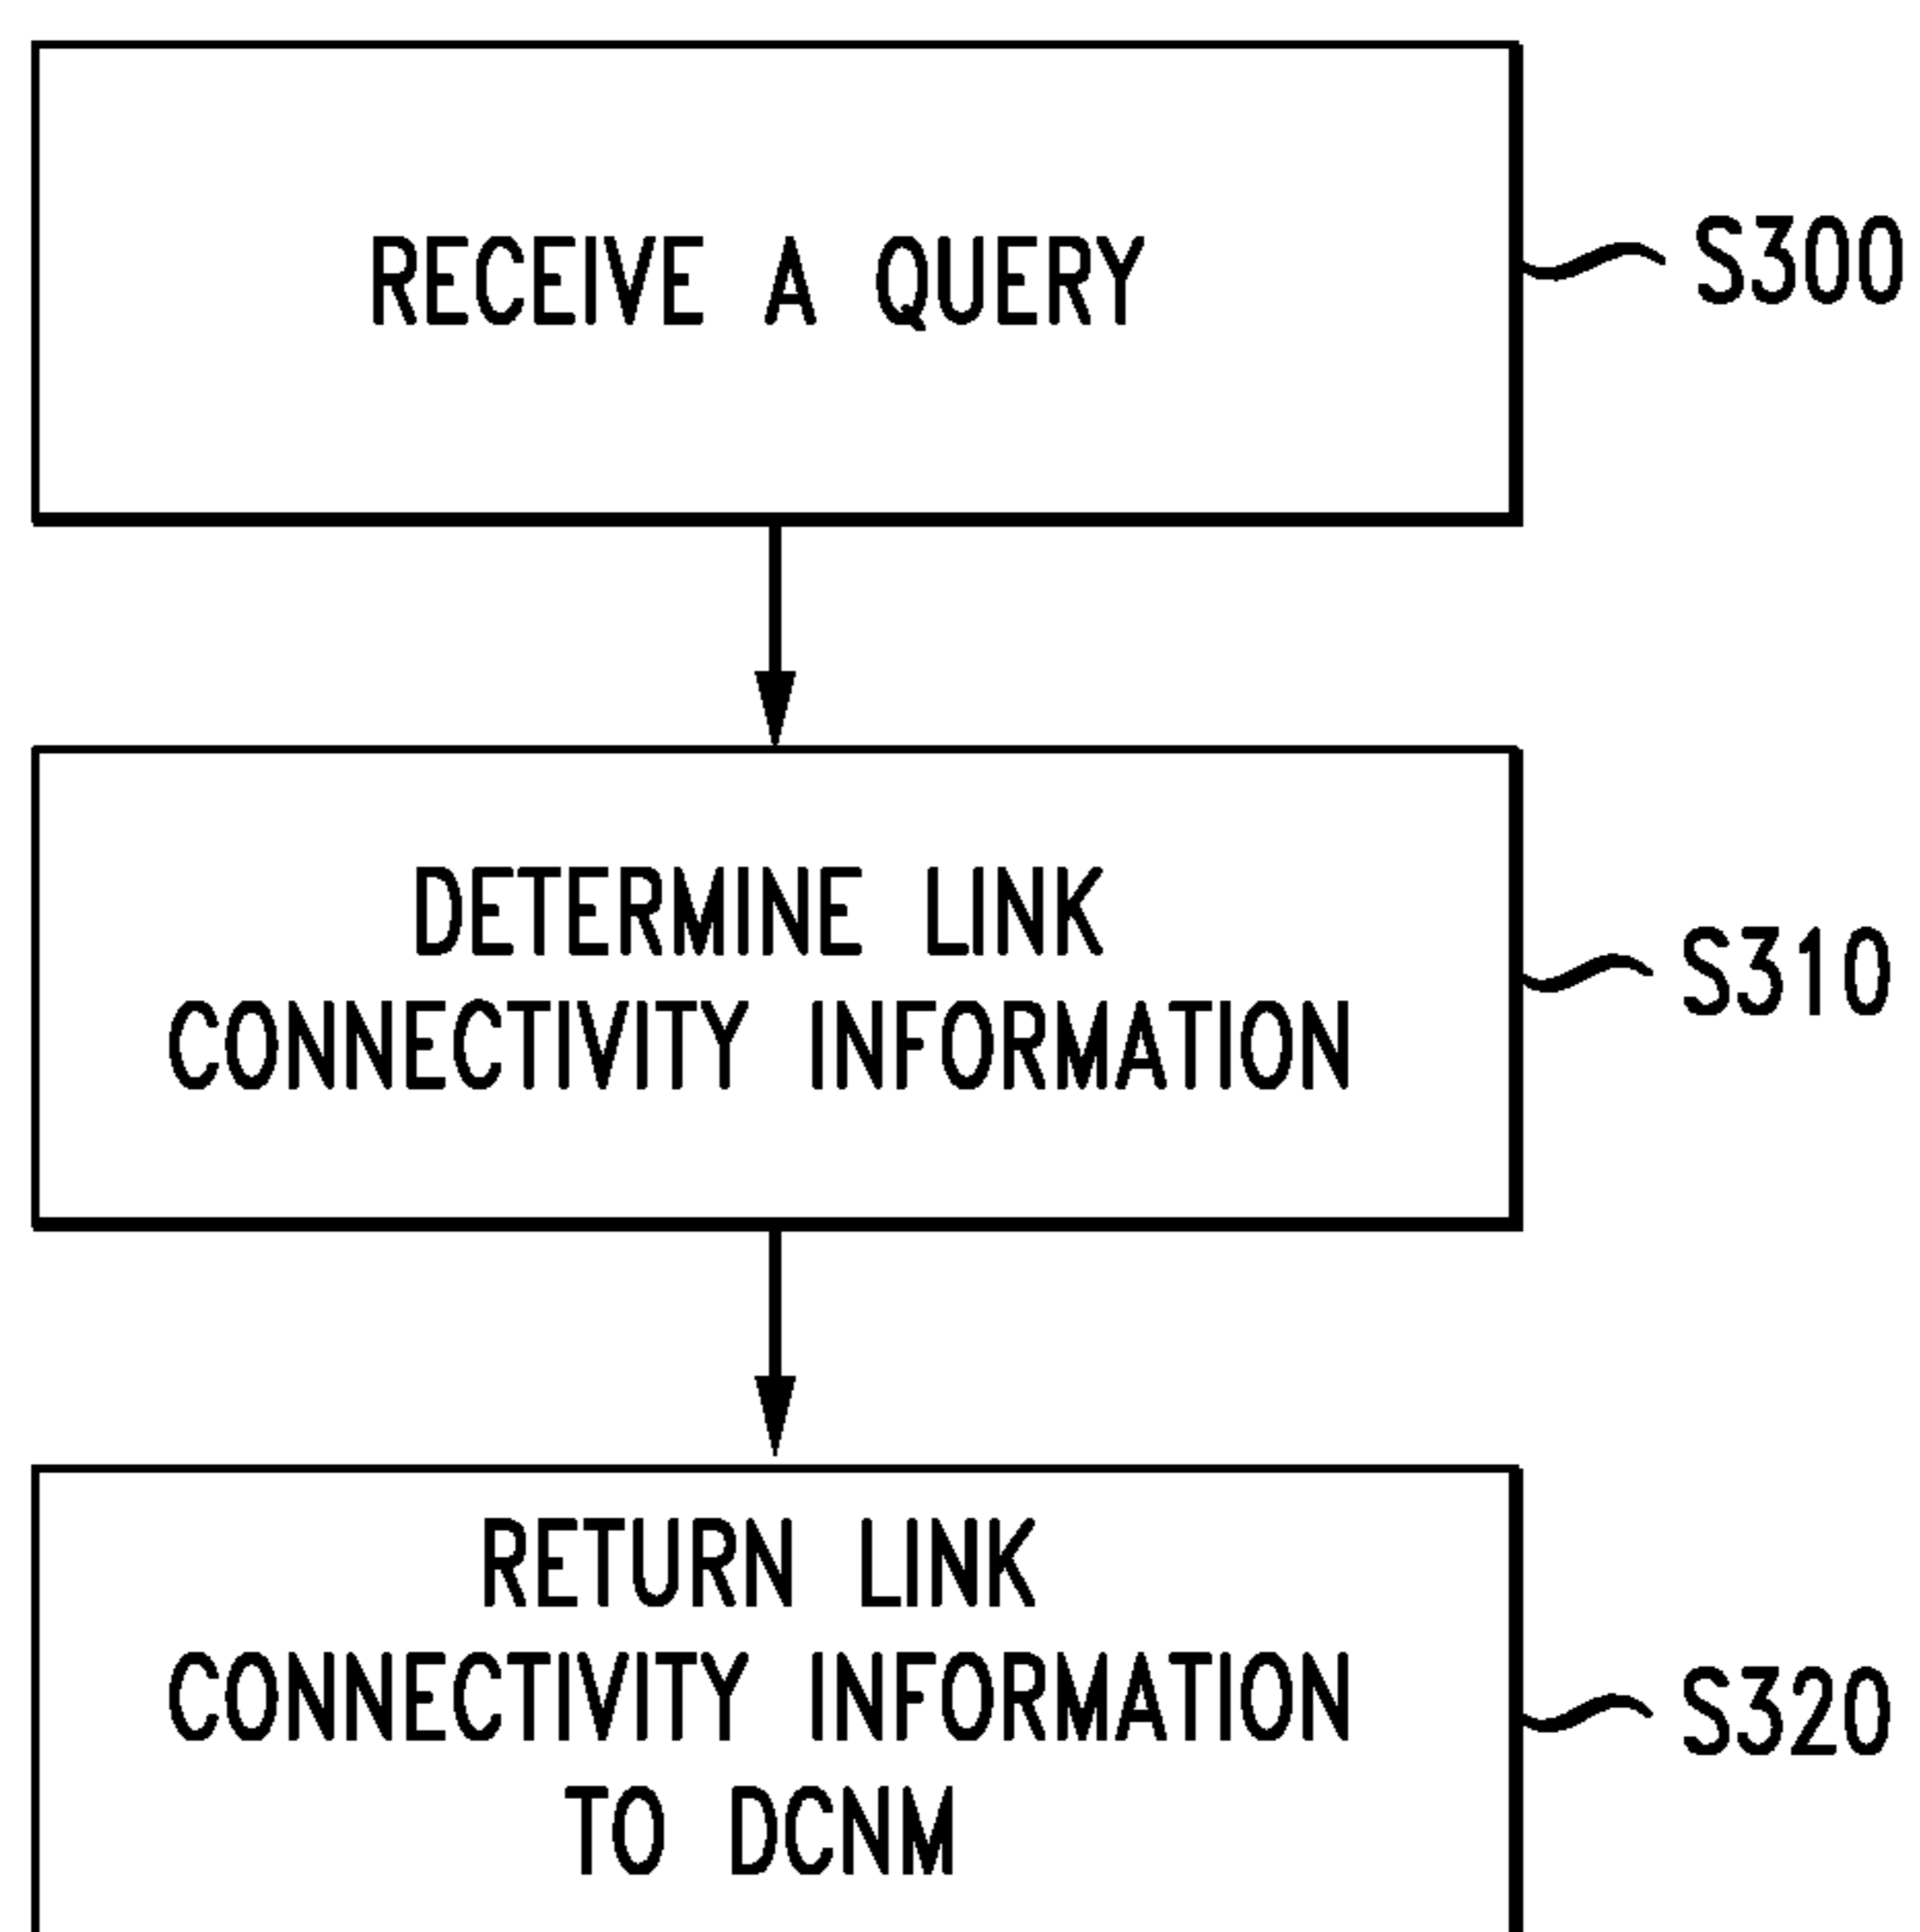 RECEIVE A QUERY
S300
DETERMINE LINK
CONNECTIVITY INFORMATION
S310
RETURN LINK
CONNECTIVITY INFORMATION
TO DCNM
S320